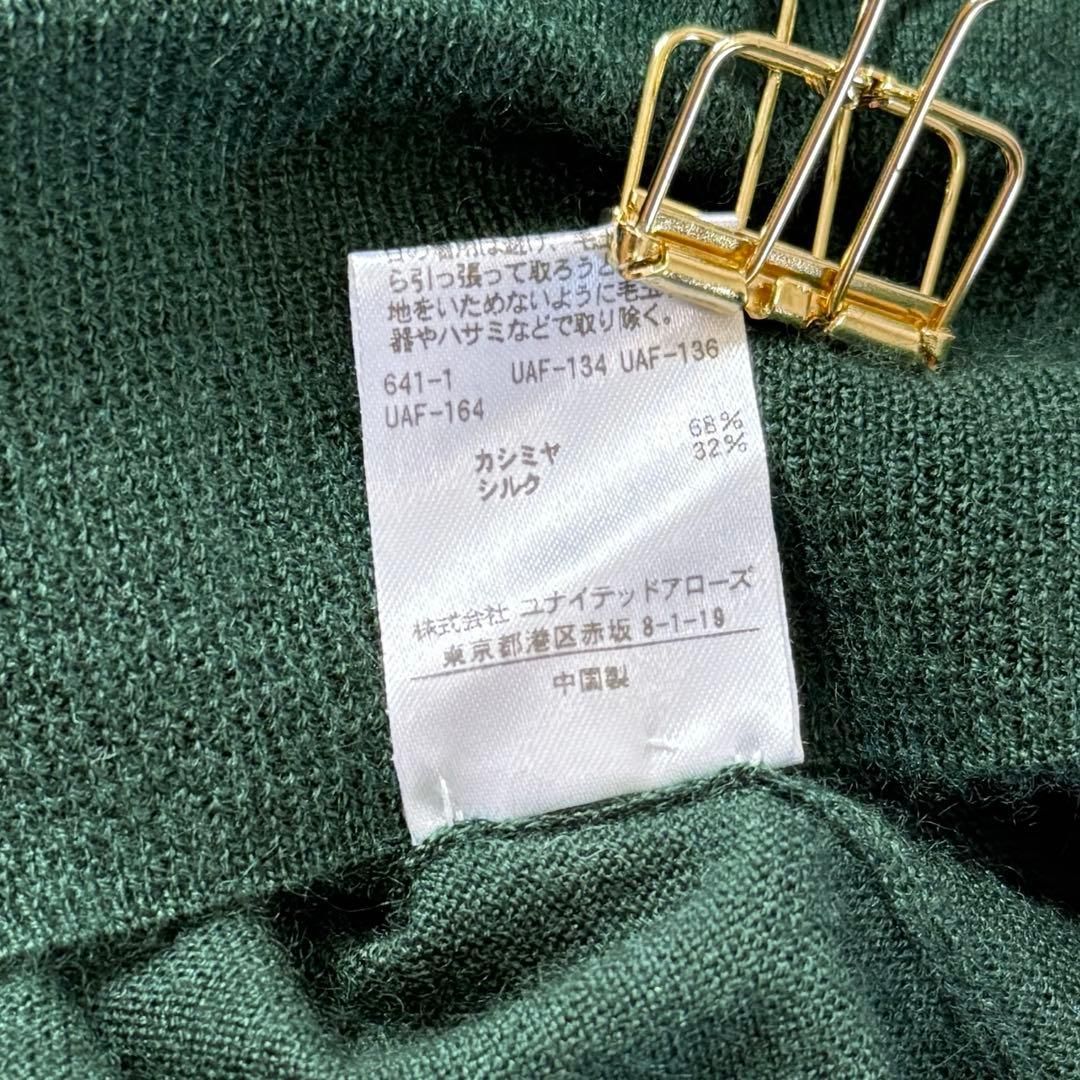 ら引っ張って取ろうと
地をいためないように毛玉
器やハサミなどで取り除く。
641-1 UAF-134 UAF-136
UAF-164
カシミヤ 68%
シルク 32%
株式会社 ユナイテッドアローズ
東京都港区赤坂 8-1-19
中国製